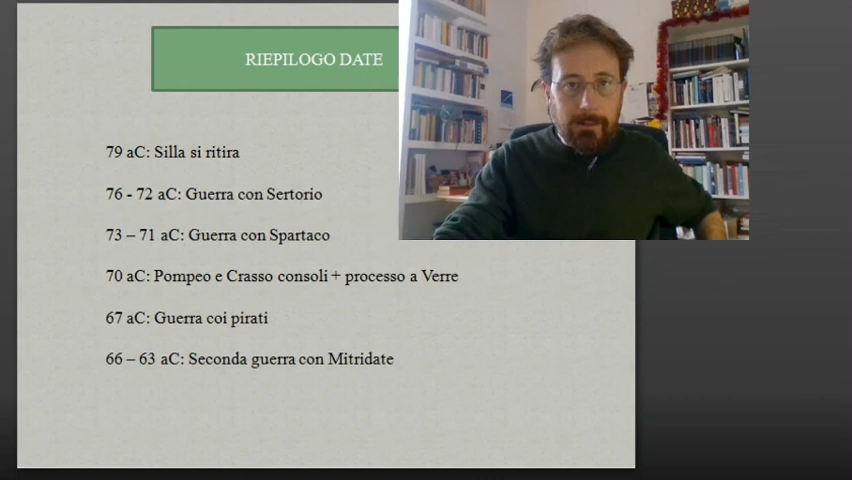 RIEPILOGO DATE
79 aC: Silla si ritira
76 - 72 aC: Guerra con Sertorio
73 – 71 aC: Guerra con Spartaco
70 aC: Pompeo e Crasso consoli + processo a Verre
67 aC: Guerra coi pirati
66 – 63 aC: Seconda guerra con Mitridate